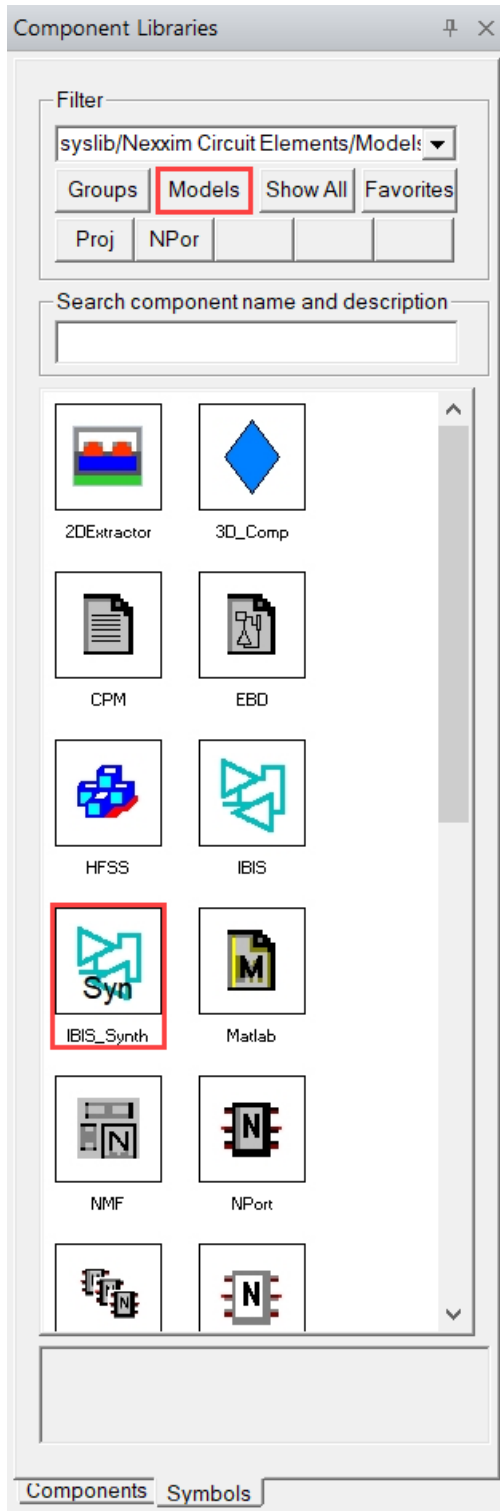 Component Libraries
Filter
syslib/Nexxim Circuit Elements/Models
Groups Models Show All Favorites
Proj NPor
Search component name and description
2DExtractor 3D_Comp
CPM EBD
HFSS IBIS
Syn M
IBIS_Synth Matlab
N N
NMF NPort
N N
Components Symbols